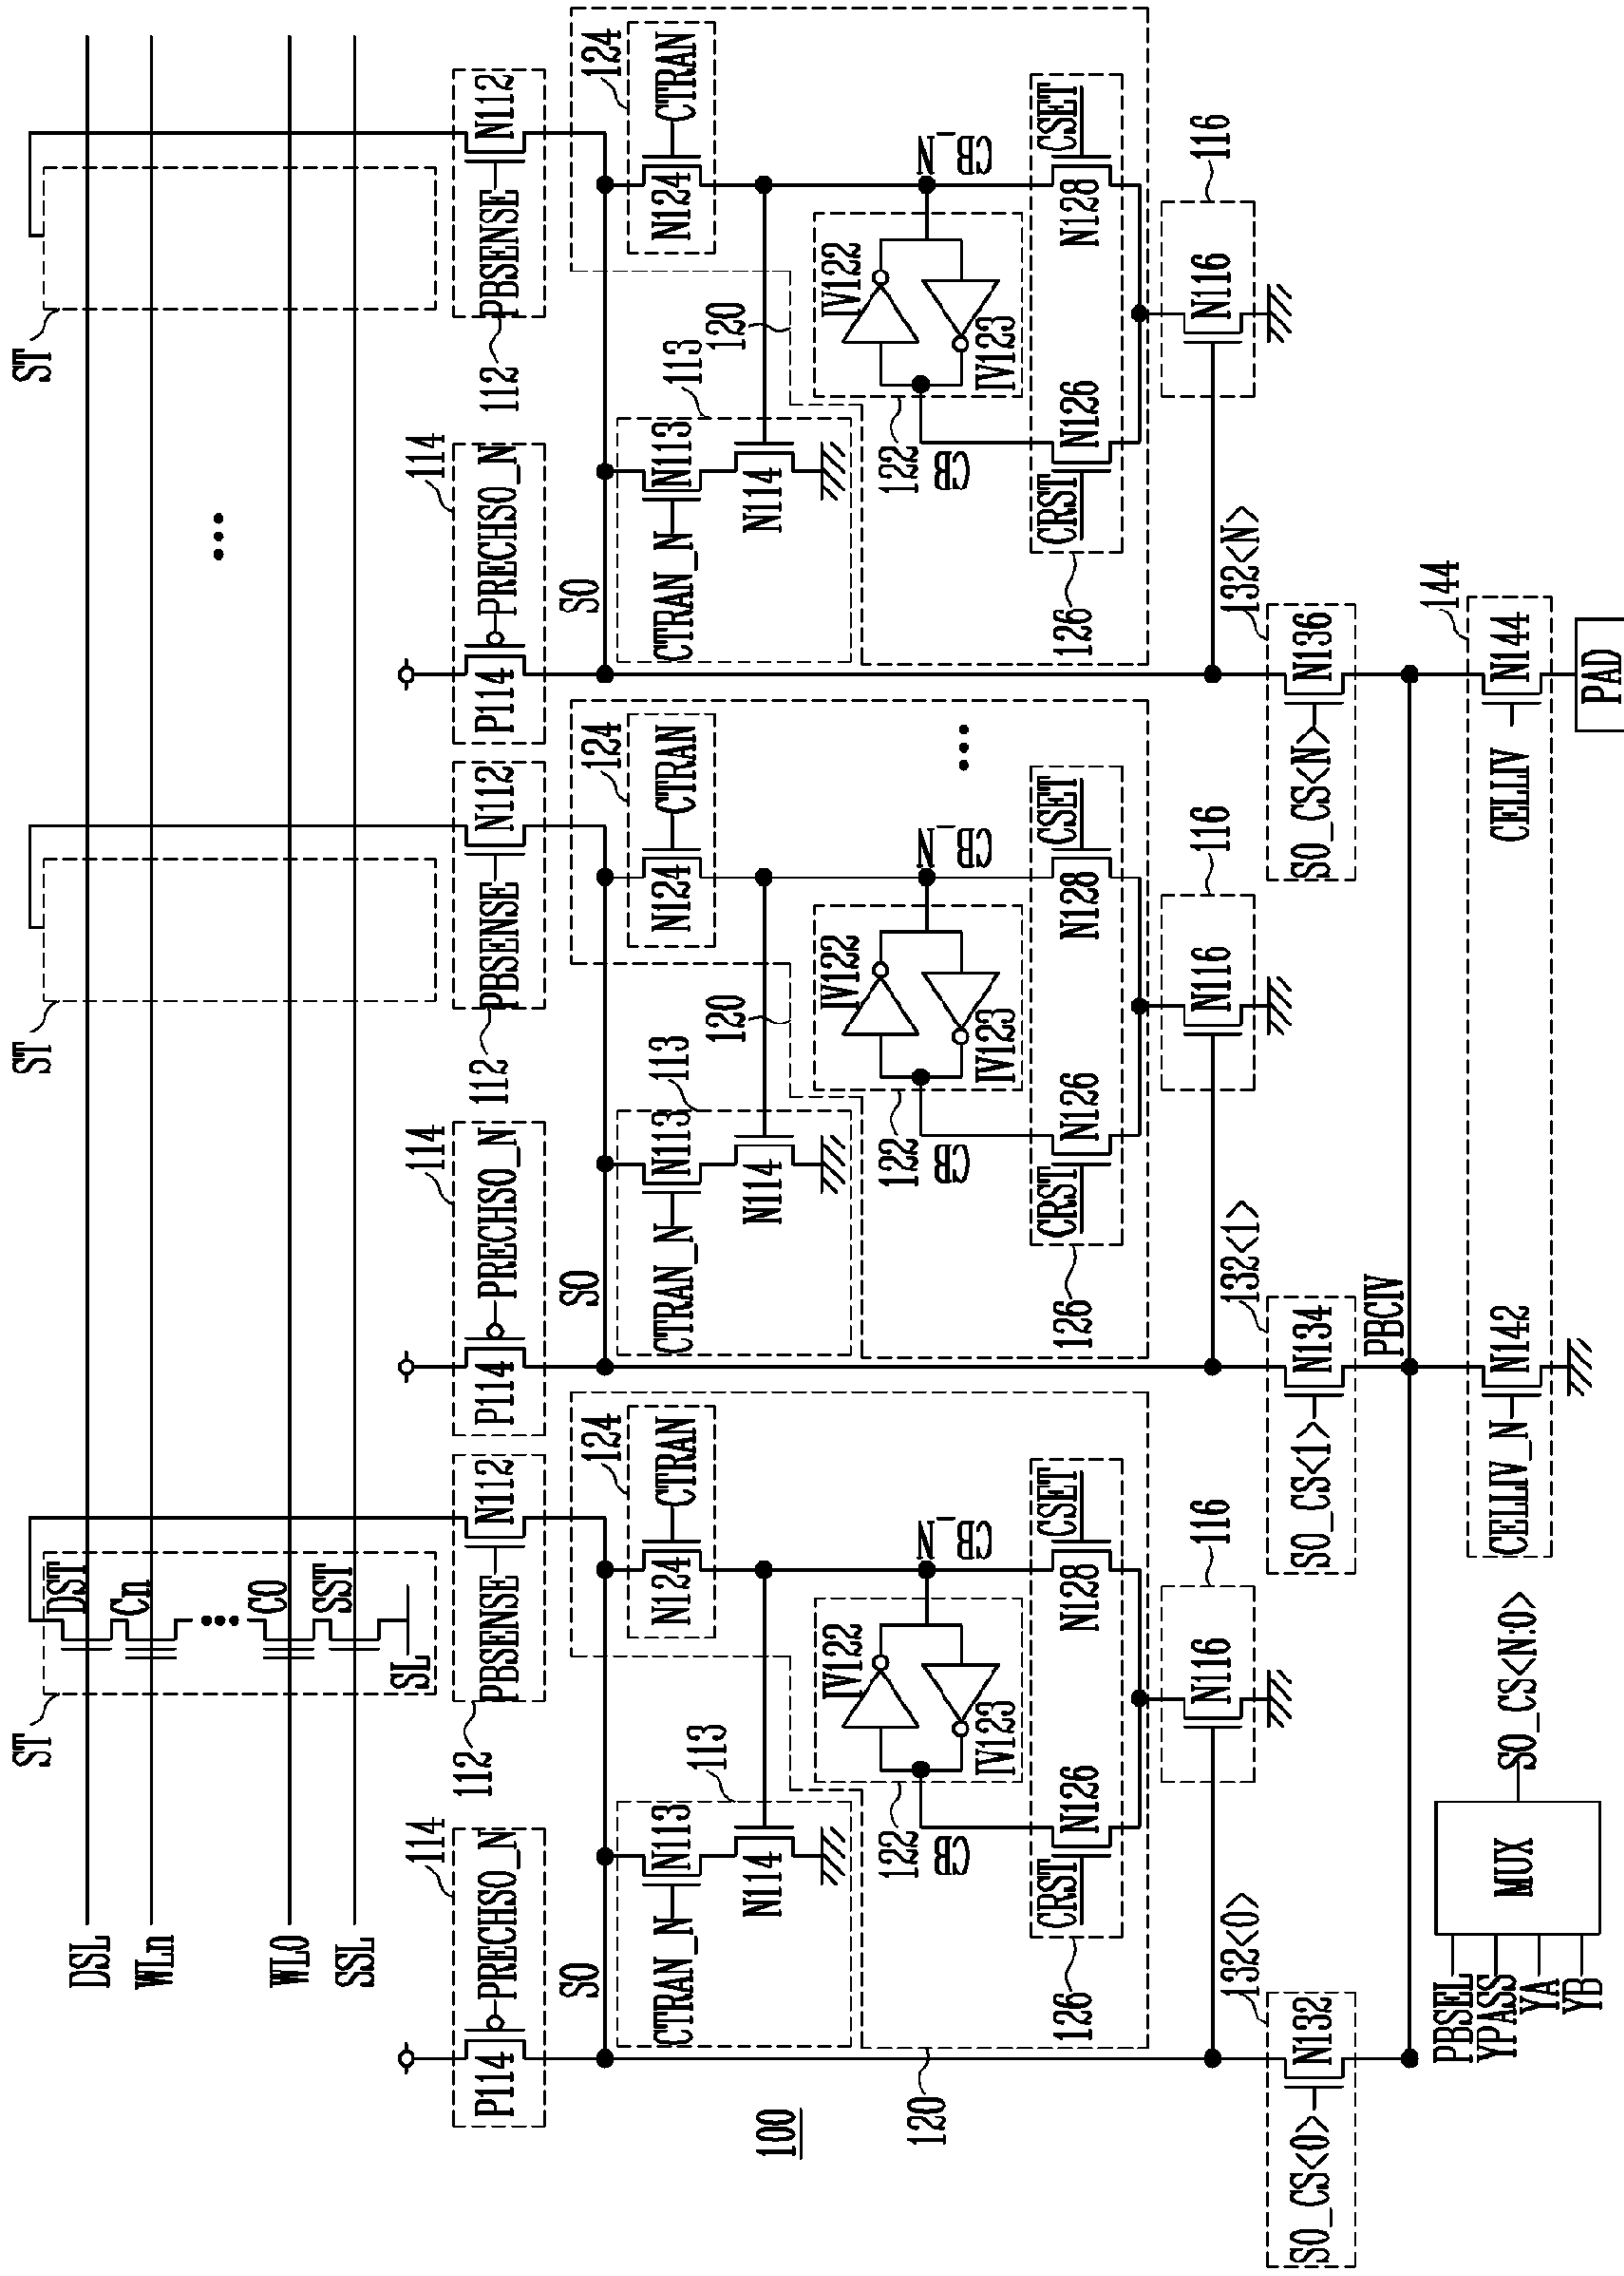 DSL
WLn
WL0
SSL
ST
DST
Cn
C0
SST
SL
ST
ST
114
P114
PRECHSO_N
112
PBSENSE
N112
114
P114
PRECHSO_N
112
PBSENSE
N112
114
P114
PRECHSO_N
112
PBSENSE
N112
SO
CTRAN_N
N113
N114
113
124
N124
CTRAN
120
122
IV122
IV123
CB
CB_N
126
CRST
N126
N128
CSET
116
N116
SO
CTRAN_N
N113
N114
113
120
124
N124
CTRAN
122
IV122
IV123
CB
CB_N
126
CRST
N126
N128
CSET
116
N116
SO
CTRAN_N
N113
N114
113
120
124
N124
CTRAN
122
IV122
IV123
CB
CB_N
126
CRST
N126
N128
CSET
116
N116
100
132<0>
SO_CS<0>
N132
132<1>
SO_CS<1>
N134
PBCIV
132<N>
SO_CS<N>
N136
144
CELLIV_N
N142
CELLIV
N144
PAD
PBSEL
YPASS
YA
YB
MUX
SO_CS<N:0>